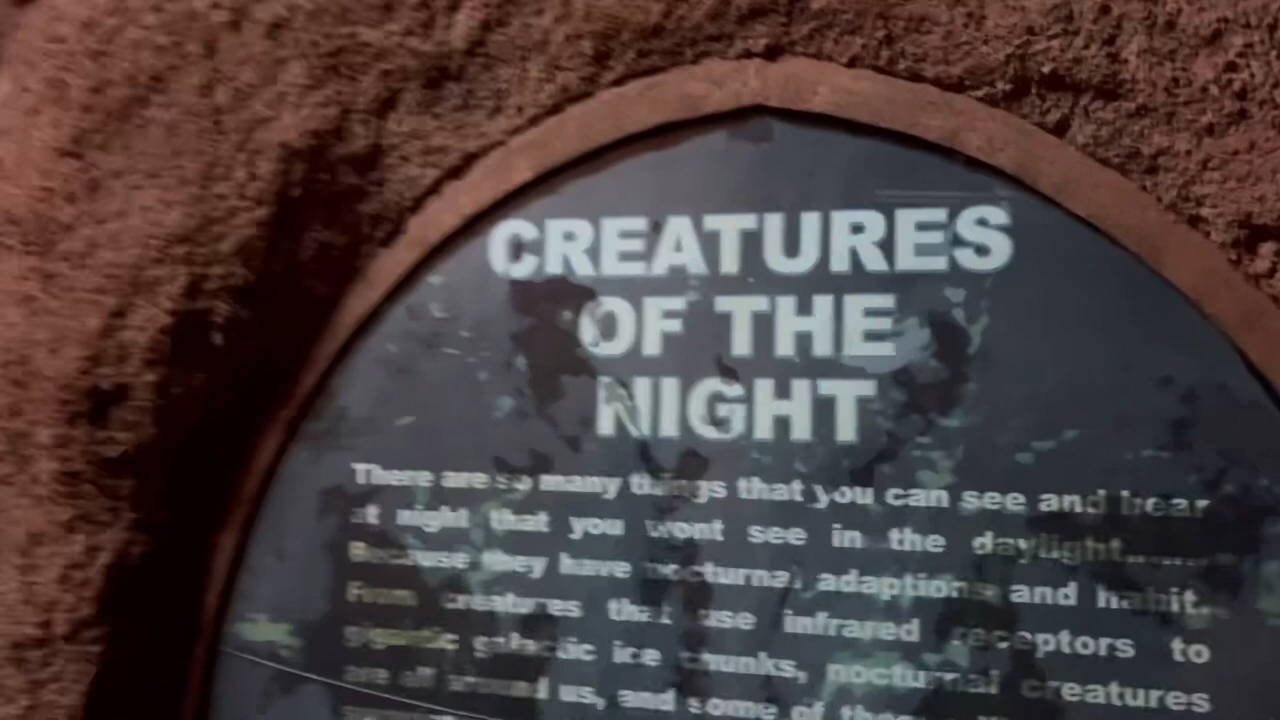 CREATURES
OF THE
NIGHT
There are so many things that you can see and hear
at night that you wont see in the daylight......
Because they have nocturnal adaptions and habit.
From creatures that use infrared receptors to
gigantic galactic ice chunks, nocturnal creatures
are all around us, and some of